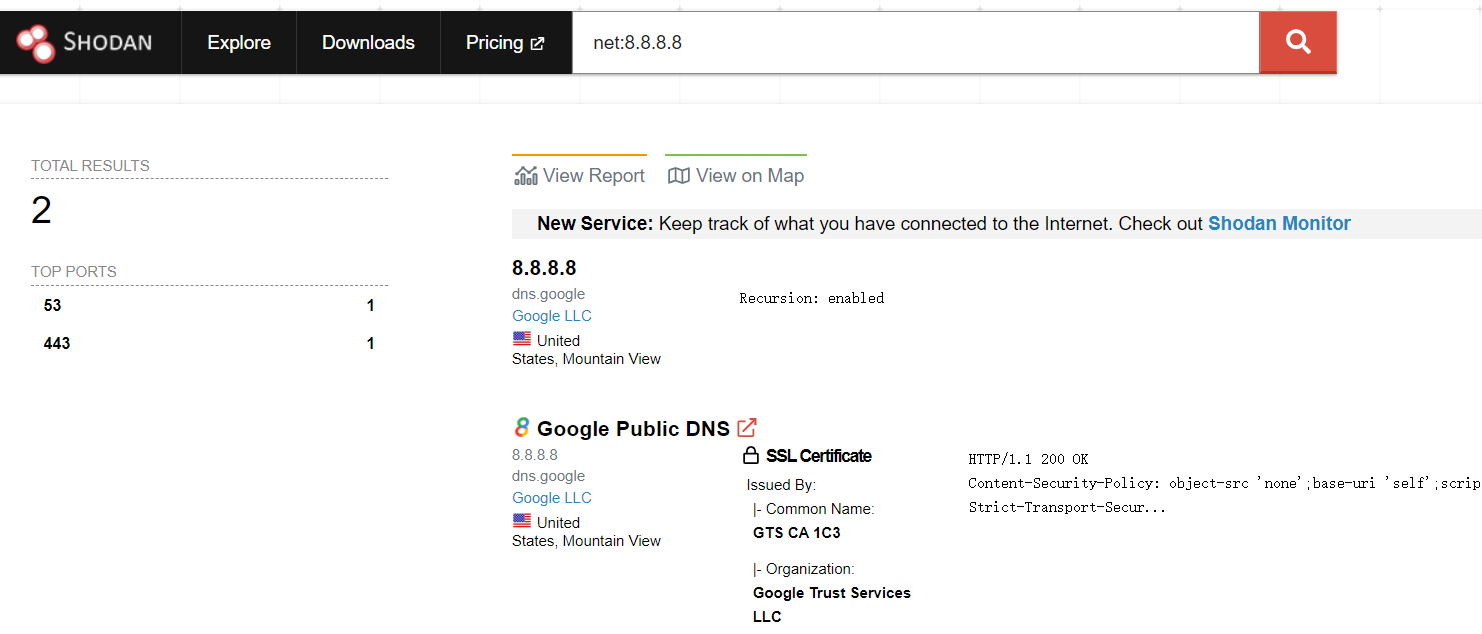 SHODAN Explore Downloads Pricing net:8.8.8.8
TOTAL RESULTS
2
TOP PORTS
53 1
443 1
View Report View on Map
New Service: Keep track of what you have connected to the Internet. Check out Shodan Monitor
8.8.8.8
dns.google
Google LLC
United
States, Mountain View
Recursion: enabled
Google Public DNS
8.8.8.8
dns.google
Google LLC
United
States, Mountain View
SSL Certificate
Issued By:
|- Common Name:
GTS CA 1C3
|- Organization:
Google Trust Services
LLC
HTTP/1.1 200 OK
Content-Security-Policy: object-src 'none';base-uri 'self';scrip
Strict-Transport-Secur...